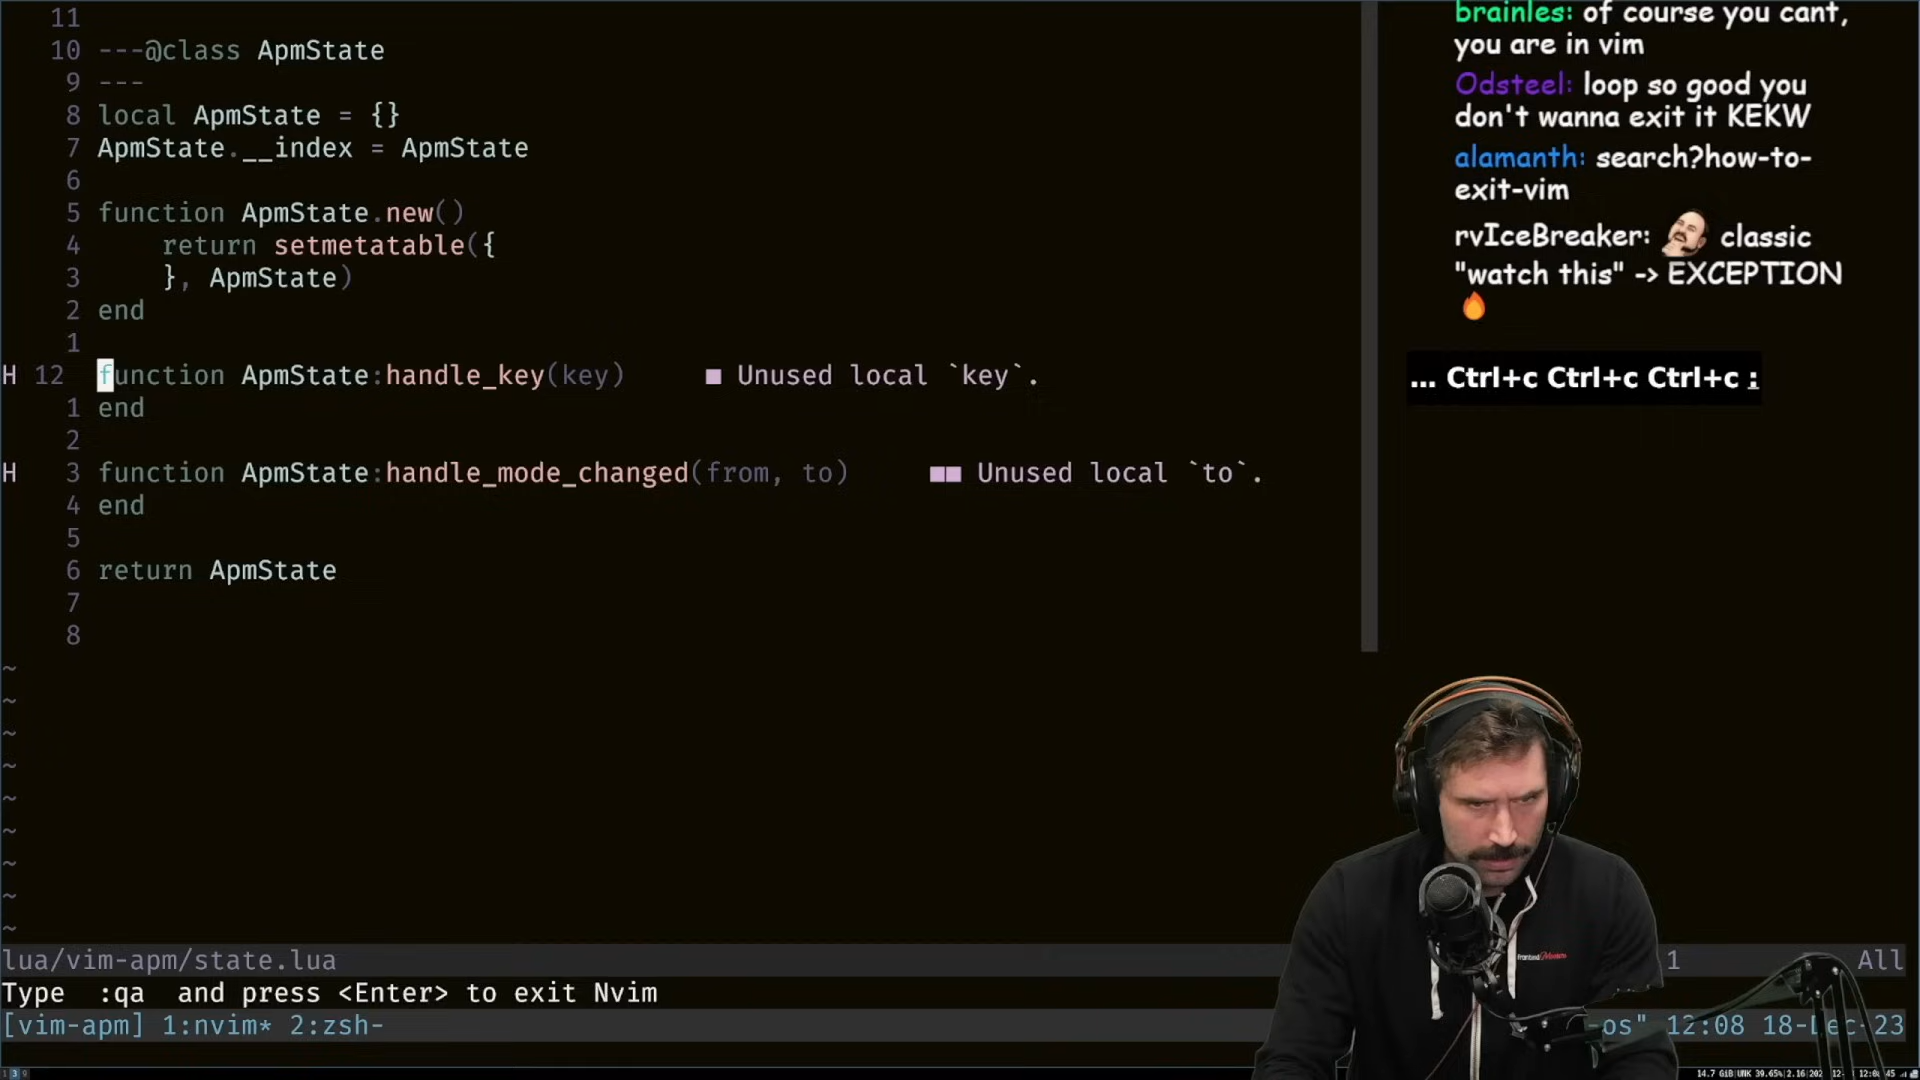 11
10 ---@class ApmState
9 ---
8 local ApmState = {}
7 ApmState.__index = ApmState
6
5 function ApmState.new()
4 return setmetatable({
3 }, ApmState)
2 end
1
H 12 function ApmState:handle_key(key) ■ Unused local `key`.
1 end
2
H 3 function ApmState:handle_mode_changed(from, to) ■■ Unused local `to`.
4 end
5
6 return ApmState
7
8
~
~
~
~
~
~
~
~
~
lua/vim-apm/state.lua 1 All
Type :qa and press <Enter> to exit Nvim
[vim-apm] 1:nvim* 2:zsh- -os" 12:08 18-Dec-23
brainles: of course you cant,
you are in vim
Odsteel: loop so good you
don't wanna exit it KEKW
alamanth: search?how-to-
exit-vim
rvIceBreaker: classic
"watch this" -> EXCEPTION
... Ctrl+c Ctrl+c Ctrl+c :